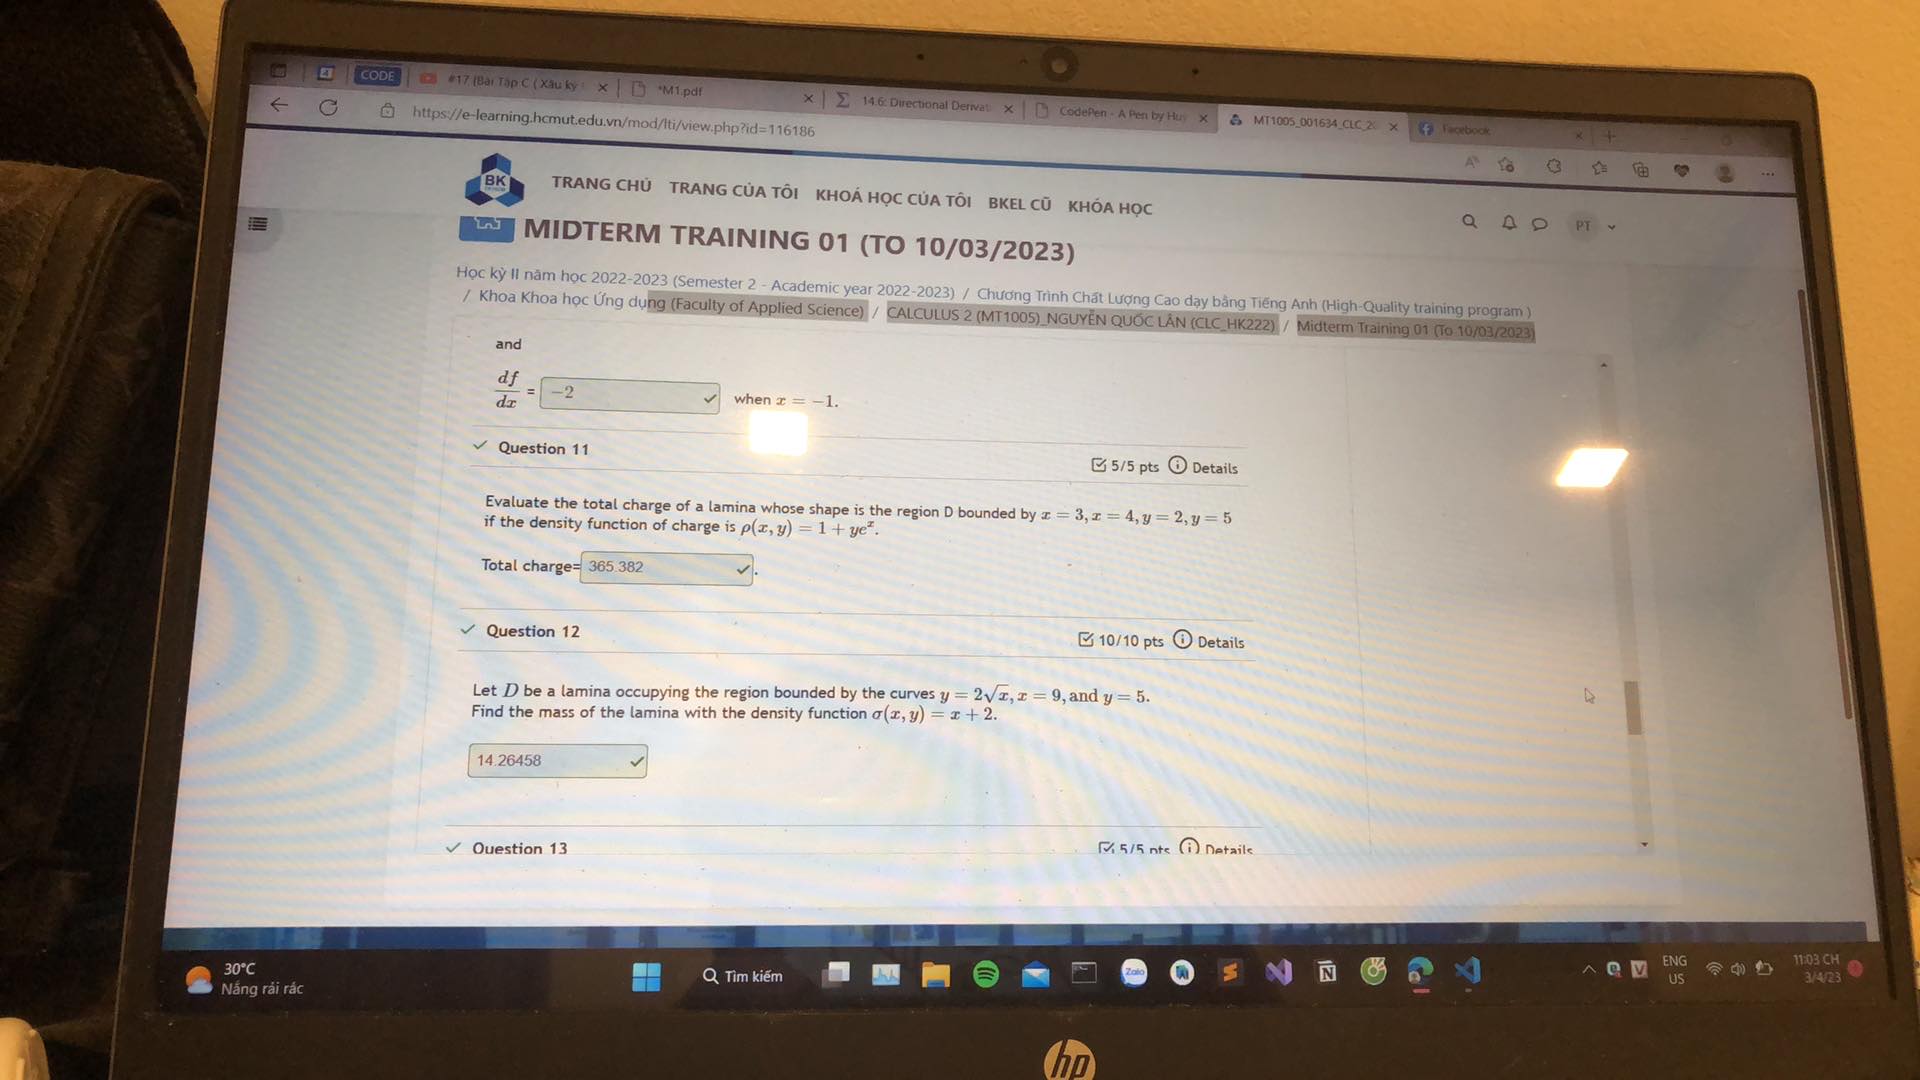 CODE
#17 (Bài Tập C ( Xâu ký
*M1.pdf
14.6: Directional Derivat
CodePen - A Pen by Huy
MT1005_001634_CLC_2
Facebook
https://e-learning.hcmut.edu.vn/mod/lti/view.php?id=116186
BK
TRANG CHỦ TRANG CỦA TÔI KHOÁ HỌC CỦA TÔI BKEL CŨ KHÓA HỌC
PT
MIDTERM TRAINING 01 (TO 10/03/2023)
Học kỳ II năm học 2022-2023 (Semester 2 - Academic year 2022-2023) / Chương Trình Chất Lượng Cao dạy bằng Tiếng Anh (High-Quality training program )
/ Khoa Khoa học Ứng dụng (Faculty of Applied Science) / CALCULUS 2 (MT1005)_NGUYỄN QUỐC LÂN (CLC_HK222) / Midterm Training 01 (To 10/03/2023)
and
df/dx = −2 when x = −1.
Question 11
5/5 pts Details
Evaluate the total charge of a lamina whose shape is the region D bounded by x = 3, x = 4, y = 2, y = 5
if the density function of charge is ρ(x, y) = 1 + yeˣ.
Total charge= 365.382 .
Question 12
10/10 pts Details
Let D be a lamina occupying the region bounded by the curves y = 2√x, x = 9, and y = 5.
Find the mass of the lamina with the density function σ(x, y) = x + 2.
14.26458
Question 13
5/5 pts Details
30°C
Nắng rải rác
Tìm kiếm
Zalo
ENG
US
11:03 CH
3/4/23
hp